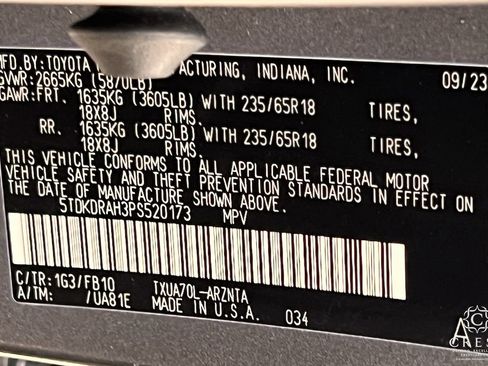 MFD. BY: TOYOTA FACTURING, INDIANA, INC. 09/23
GVWR: 2665KG (5870LB)
GAWR: FRT. 1635KG (3605LB) WITH 235/65R18 TIRES,
18X8J RIMS.
RR. 1635KG (3605LB) WITH 235/65R18 TIRES,
18X8J RIMS.
THIS VEHICLE CONFORMS TO ALL APPLICABLE FEDERAL MOTOR
VEHICLE SAFETY AND THEFT PREVENTION STANDARDS IN EFFECT ON
THE DATE OF MANUFACTURE SHOWN ABOVE.
5TDKDRAH3PS520173 MPV
C/TR: 1G3/FB10 TXUA70L-ARZNTA
A/TM: /UA81E MADE IN U.S.A. 034